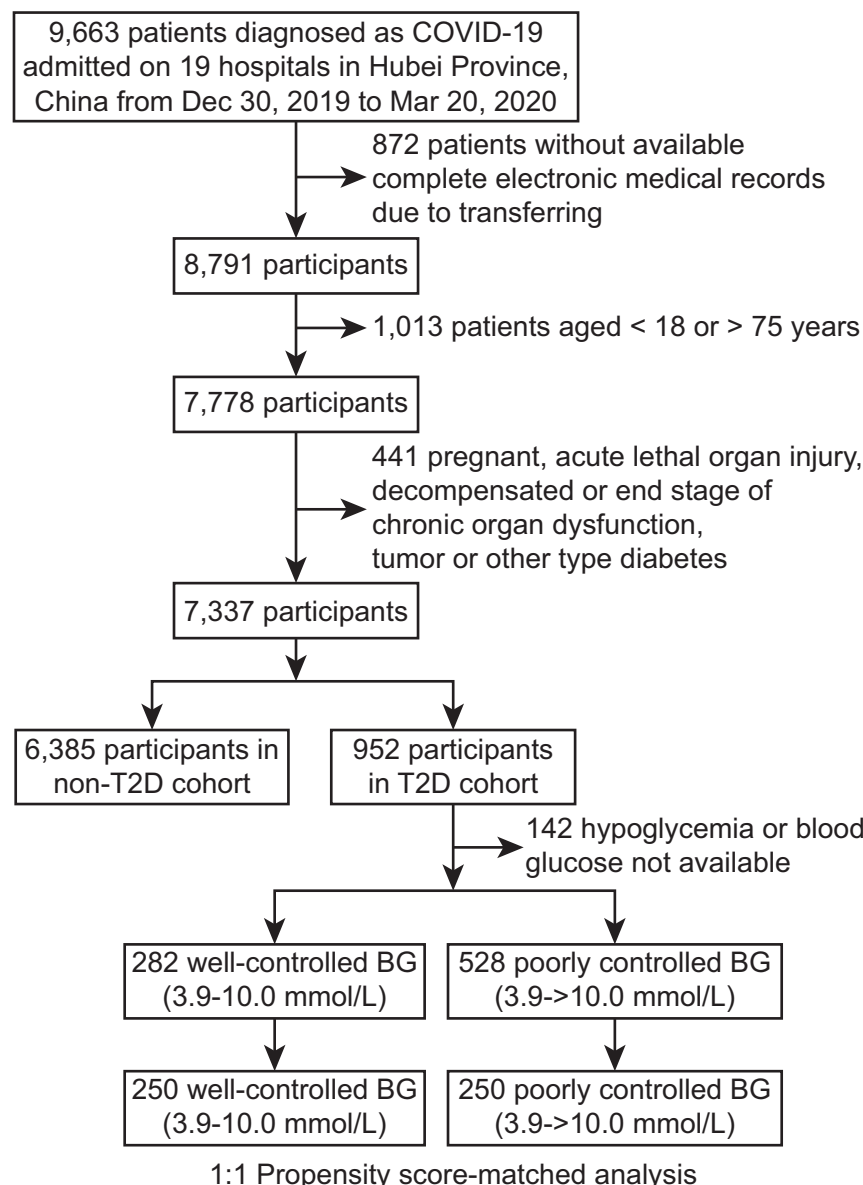 9,663 patients diagnosed as COVID-19
admitted on 19 hospitals in Hubei Province,
China from Dec 30, 2019 to Mar 20, 2020
872 patients without available
complete electronic medical records
due to transferring
8,791 participants
1,013 patients aged < 18 or > 75 years
7,778 participants
441 pregnant, acute lethal organ injury,
decompensated or end stage of
chronic organ dysfunction,
tumor or other type diabetes
7,337 participants
6,385 participants in
non-T2D cohort
952 participants
in T2D cohort
142 hypoglycemia or blood
glucose not available
282 well-controlled BG
(3.9-10.0 mmol/L)
528 poorly controlled BG
(3.9->10.0 mmol/L)
250 well-controlled BG
(3.9-10.0 mmol/L)
250 poorly controlled BG
(3.9->10.0 mmol/L)
1:1 Propensity score-matched analysis